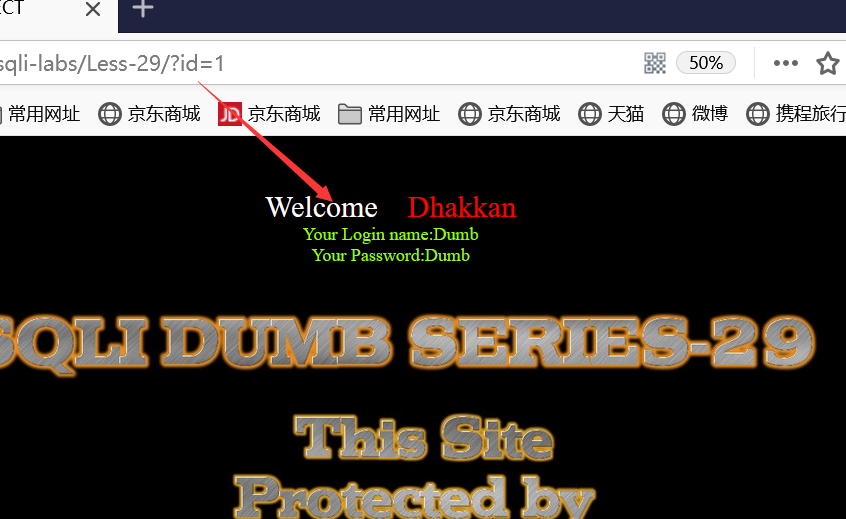 ECT
sqli-labs/Less-29/?id=1
50%
常用网址 京东商城 JD 京东商城 常用网址 京东商城 天猫 微博 携程旅行
Welcome Dhakkan
Your Login name:Dumb
Your Password:Dumb
SQLI DUMB SERIES-29
This Site
Protected by